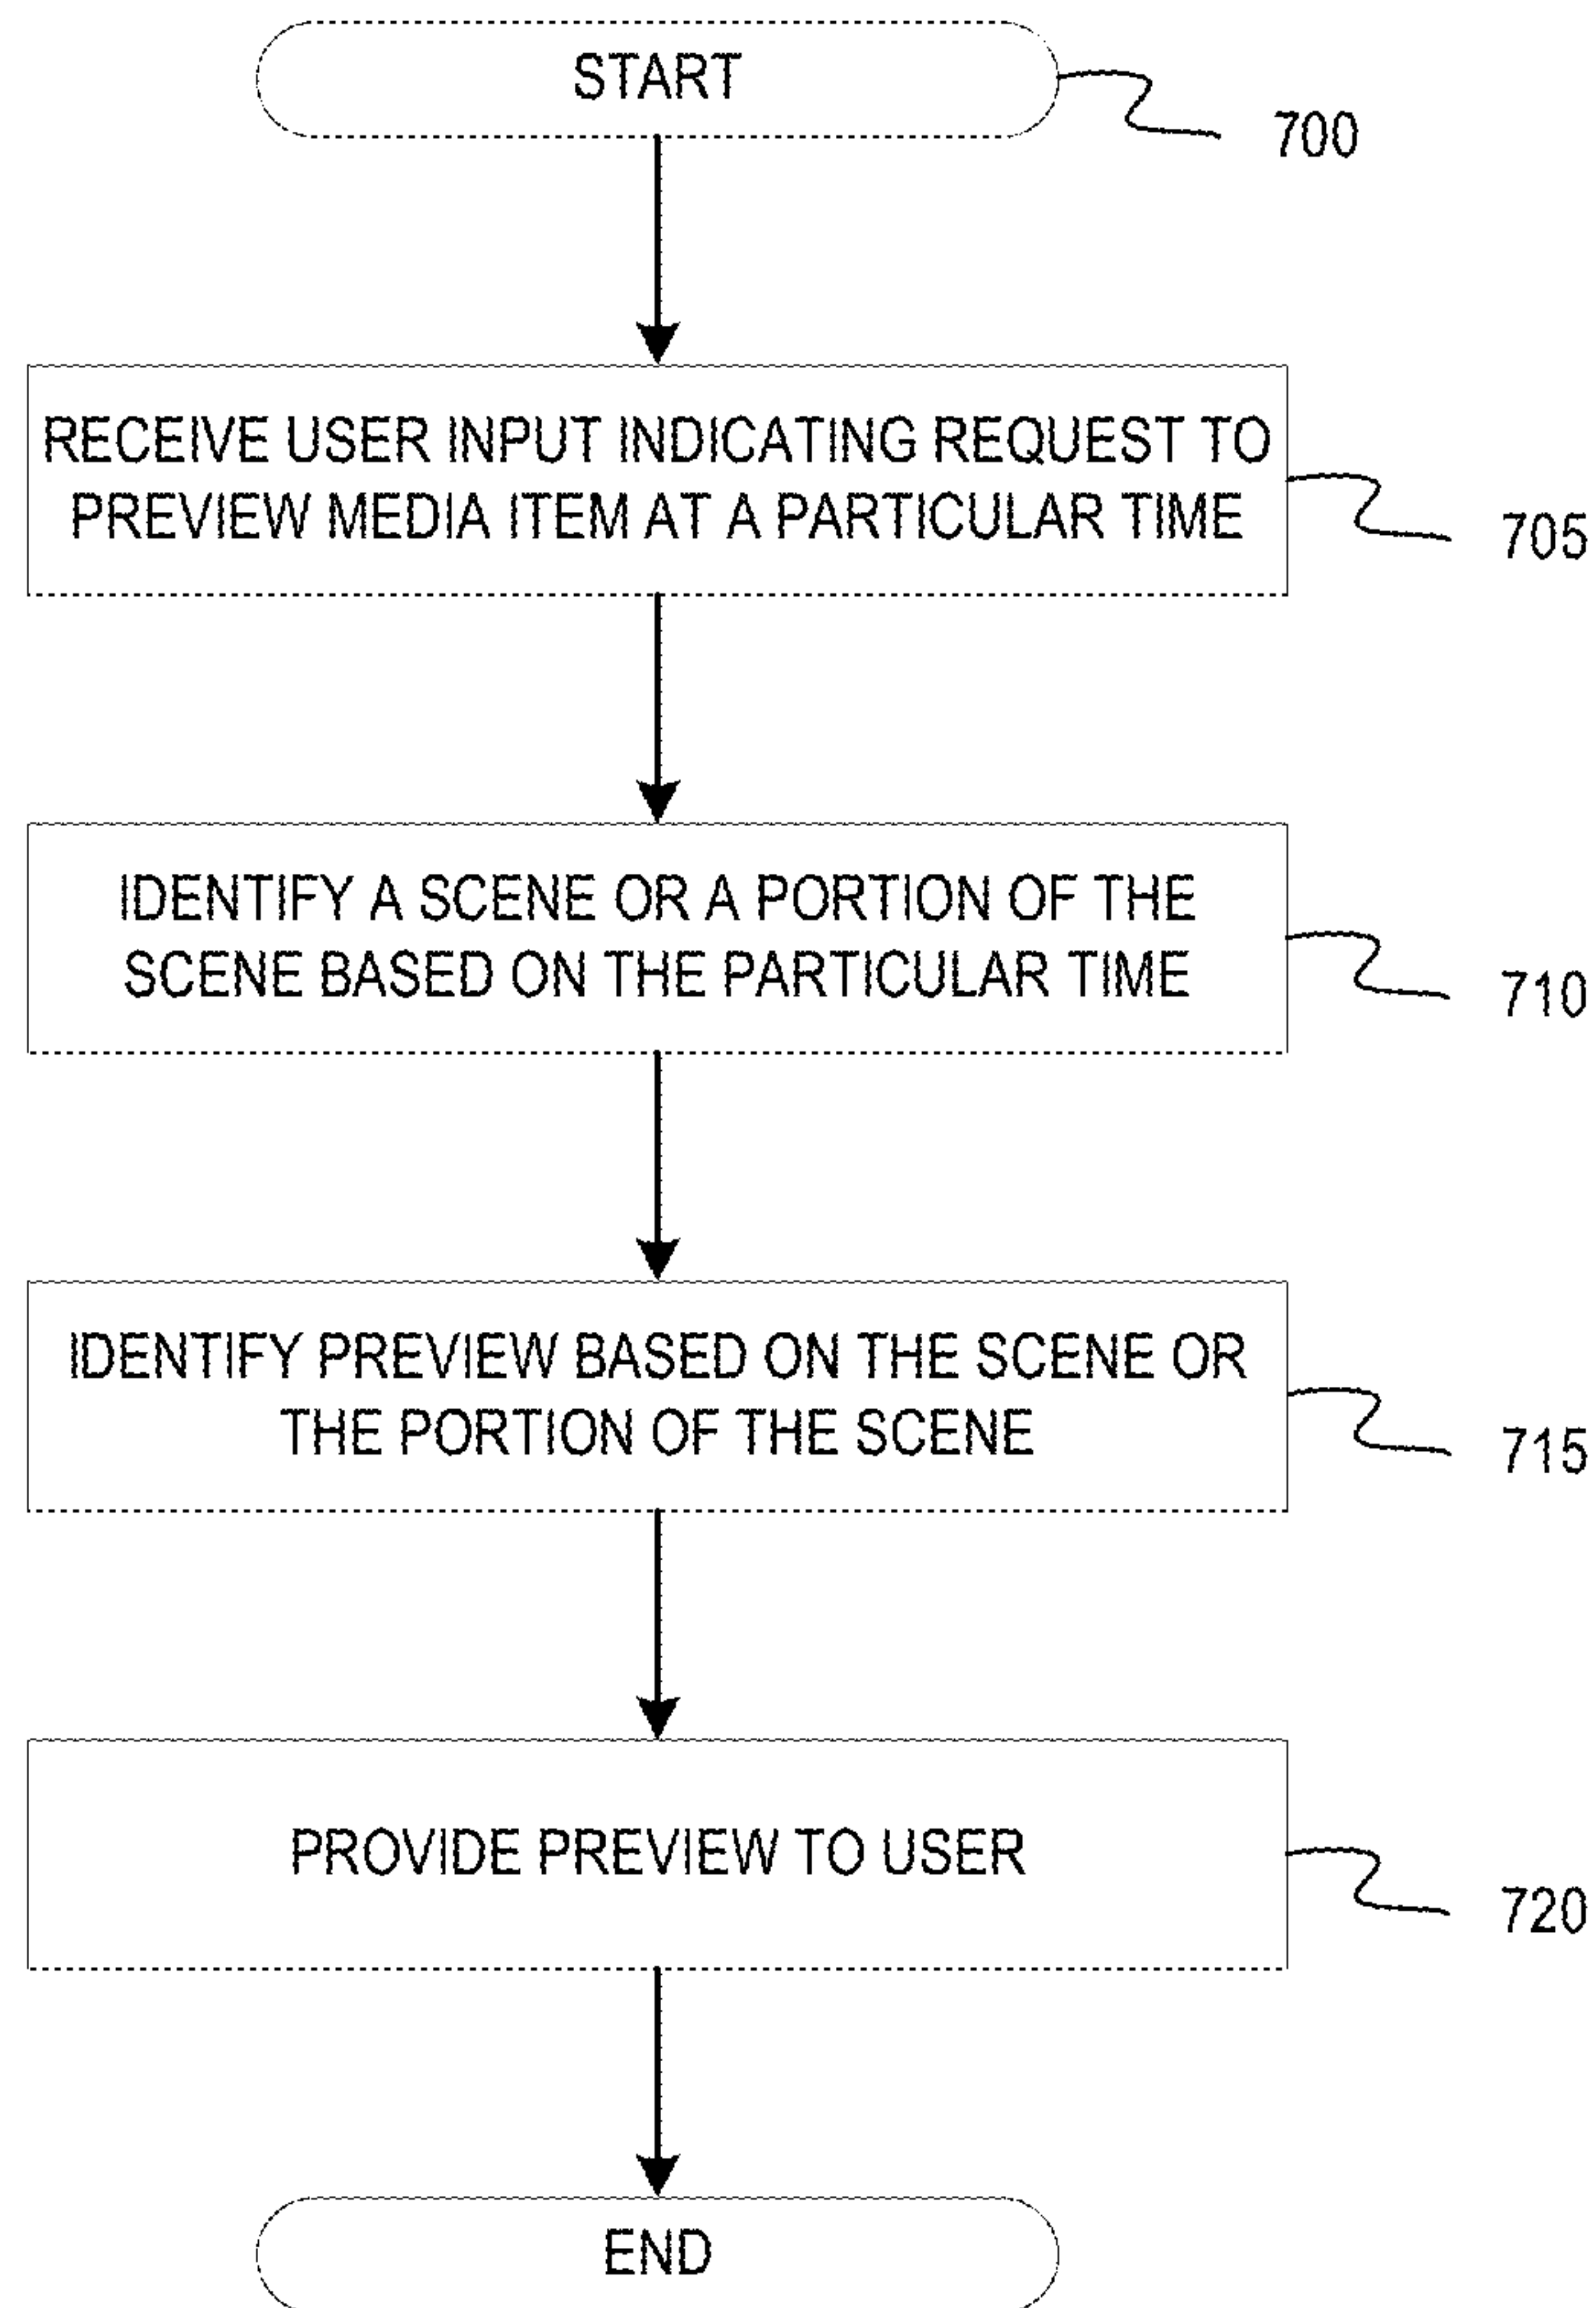 START
700
RECEIVE USER INPUT INDICATING REQUEST TO
PREVIEW MEDIA ITEM AT A PARTICULAR TIME
705
IDENTIFY A SCENE OR A PORTION OF THE
SCENE BASED ON THE PARTICULAR TIME
710
IDENTIFY PREVIEW BASED ON THE SCENE OR
THE PORTION OF THE SCENE
715
PROVIDE PREVIEW TO USER
720
END